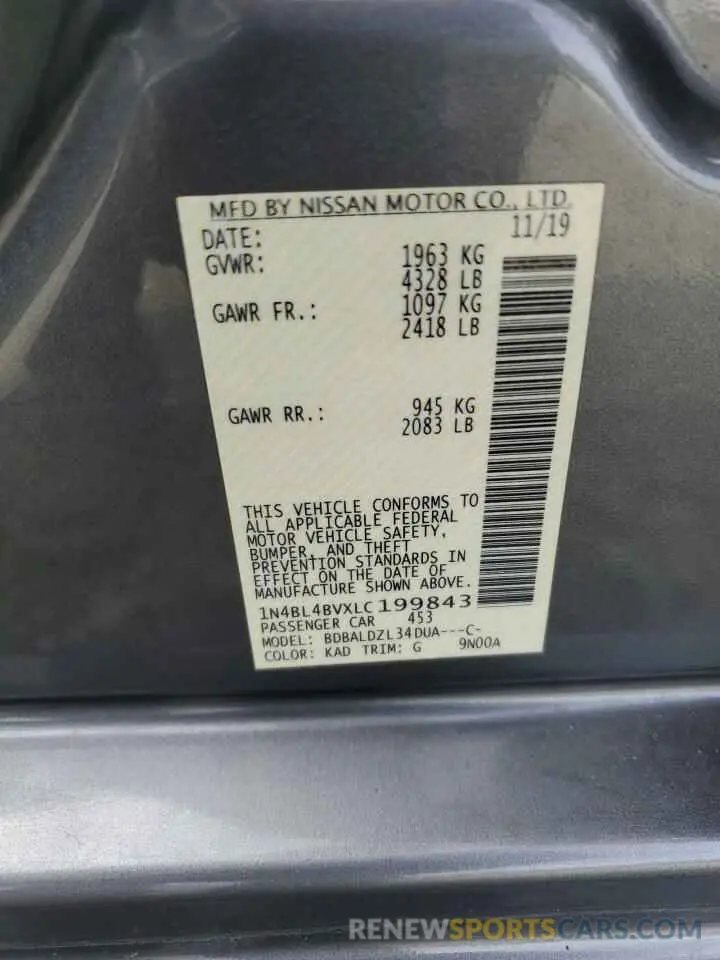 MFD BY NISSAN MOTOR CO., LTD.
DATE: 11/19
GVWR: 1963 KG
4328 LB
GAWR FR.: 1097 KG
2418 LB
GAWR RR.: 945 KG
2083 LB
THIS VEHICLE CONFORMS TO
ALL APPLICABLE FEDERAL
MOTOR VEHICLE SAFETY,
BUMPER, AND THEFT
PREVENTION STANDARDS IN
EFFECT ON THE DATE OF
MANUFACTURE SHOWN ABOVE.
1N4BL4BVXLC199843
PASSENGER CAR 453
MODEL: BDBALDZL34DUA---C-
COLOR: KAD TRIM: G 9N00A
RENEWSPORTSCARS.COM